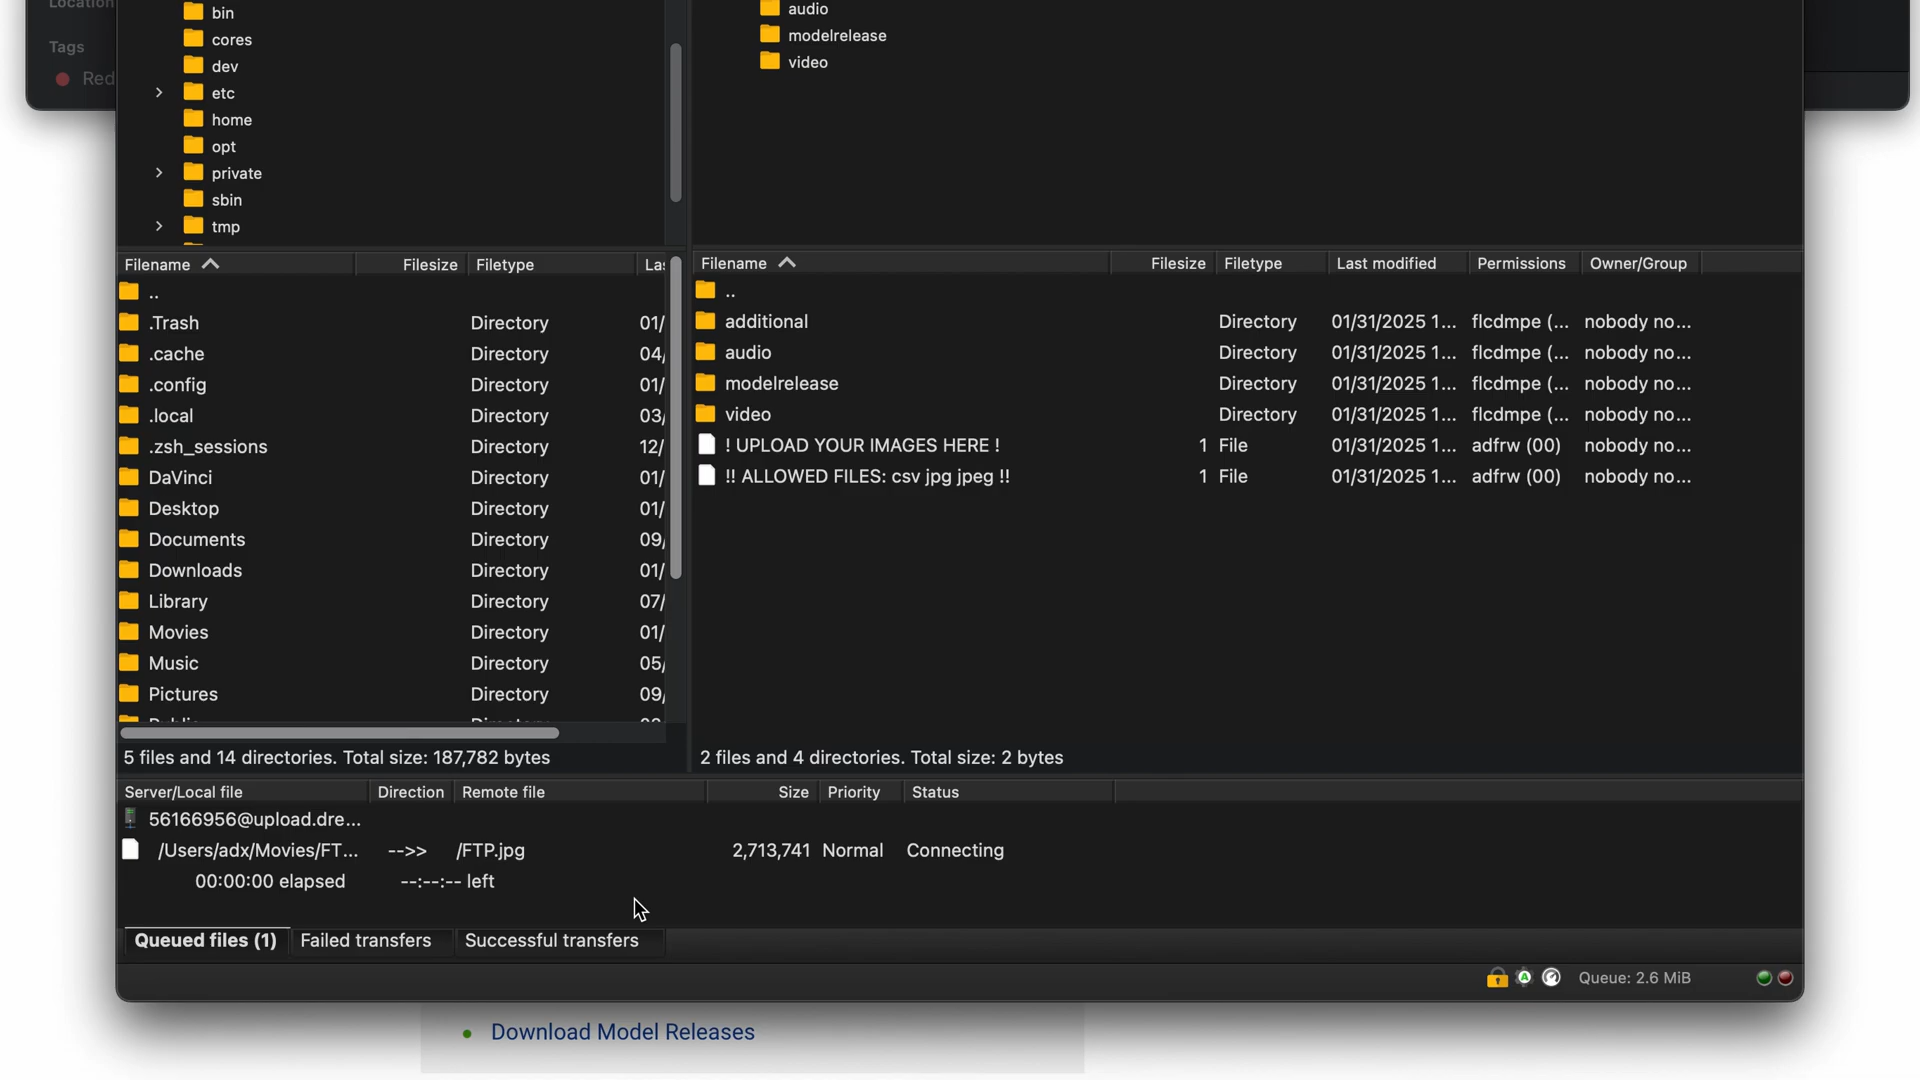 Location
Tags
Red
bin
cores
dev
etc
home
opt
private
sbin
tmp
audio
modelrelease
video
Filename Filesize Filetype Las
..
.Trash Directory 01/
.cache Directory 04/
.config Directory 01/
.local Directory 03/
.zsh_sessions Directory 12/
DaVinci Directory 01/
Desktop Directory 01/
Documents Directory 09/
Downloads Directory 01/
Library Directory 07/
Movies Directory 01/
Music Directory 05/
Pictures Directory 09/
5 files and 14 directories. Total size: 187,782 bytes
Filename Filesize Filetype Last modified Permissions Owner/Group
..
additional Directory 01/31/2025 1... flcdmpe (... nobody no...
audio Directory 01/31/2025 1... flcdmpe (... nobody no...
modelrelease Directory 01/31/2025 1... flcdmpe (... nobody no...
video Directory 01/31/2025 1... flcdmpe (... nobody no...
! UPLOAD YOUR IMAGES HERE ! 1 File 01/31/2025 1... adfrw (00) nobody no...
!! ALLOWED FILES: csv jpg jpeg !! 1 File 01/31/2025 1... adfrw (00) nobody no...
2 files and 4 directories. Total size: 2 bytes
Server/Local file Direction Remote file Size Priority Status
56166956@upload.dre...
/Users/adx/Movies/FT... -->> /FTP.jpg 2,713,741 Normal Connecting
00:00:00 elapsed --:--:-- left
Queued files (1) Failed transfers Successful transfers
Queue: 2.6 MiB
Download Model Releases